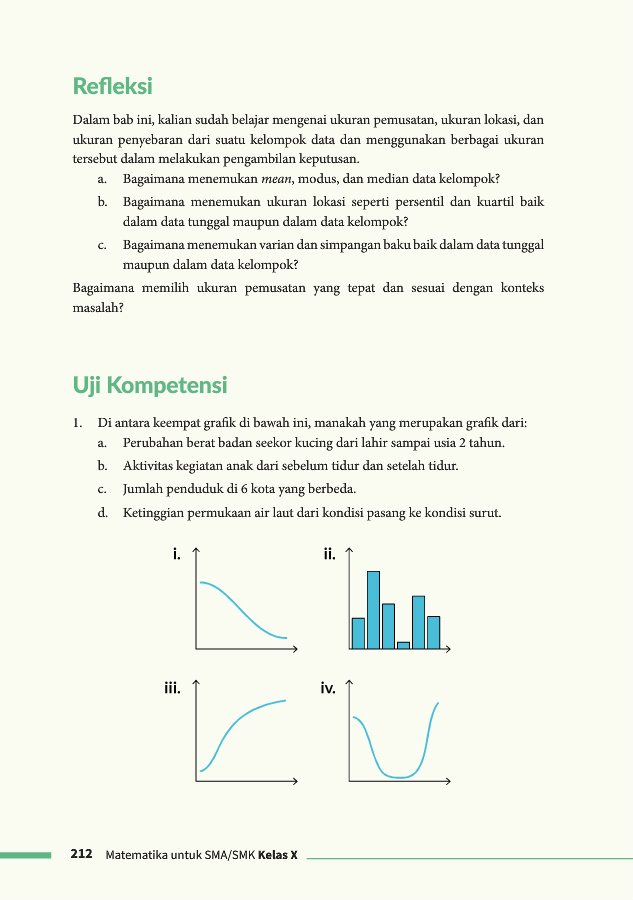 Refleksi
Dalam bab ini, kalian sudah belajar mengenai ukuran pemusatan, ukuran lokasi, dan
ukuran penyebaran dari suatu kelompok data dan menggunakan berbagai ukuran
tersebut dalam melakukan pengambilan keputusan.
a. Bagaimana menemukan mean, modus, dan median data kelompok?
b. Bagaimana menemukan ukuran lokasi seperti persentil dan kuartil baik
dalam data tunggal maupun dalam data kelompok?
c. Bagaimana menemukan varian dan simpangan baku baik dalam data tunggal
maupun dalam data kelompok?
Bagaimana memilih ukuran pemusatan yang tepat dan sesuai dengan konteks
masalah?
Uji Kompetensi
1. Di antara keempat grafik di bawah ini, manakah yang merupakan grafik dari:
a. Perubahan berat badan seekor kucing dari lahir sampai usia 2 tahun.
b. Aktivitas kegiatan anak dari sebelum tidur dan setelah tidur.
c. Jumlah penduduk di 6 kota yang berbeda.
d. Ketinggian permukaan air laut dari kondisi pasang ke kondisi surut.
i. ii.
iii. iv.
212 Matematika untuk SMA/SMK Kelas X